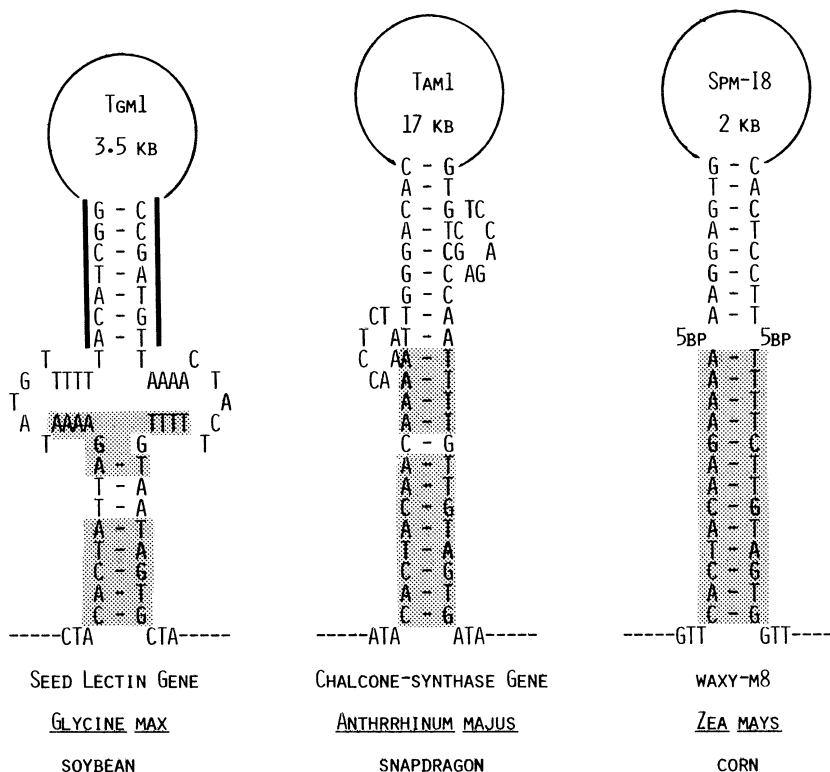 TGM1
3.5 KB
G - C
G - C
C - G
T - A
A - T
C - G
A - T
T T
T C
G TTTT AAAA T
T A
A AAAA TTTT C
T T
G G
A - T
T A
T A
A - T
T - A
C - G
A - T
C - G
-----CTA CTA-----
SEED LECTIN GENE
GLYCINE MAX
SOYBEAN
TAM1
17 KB
C - G
A T
C - G TC
A - TC C
G - CG A
G - C AG
G - C
CT T - A
T AT - A
C AA - T
CA A - T
A - T
A - T
C G
A - T
A - T
C - G
A - T
T - A
C - G
A - T
C - G
-----ATA ATA-----
CHALCONE-SYNTHASE GENE
ANTHRRHINUM MAJUS
SNAPDRAGON
SPM-I8
2 KB
G - C
T A
G - C
A - T
G - C
G - C
A - T
A - T
5BP 5BP
A - T
A - T
A - T
A - T
G - C
A - T
A - T
C - G
A - T
T - A
C - G
A - T
C - G
-----GTT GTT-----
WAXY-M8
ZEA MAYS
CORN